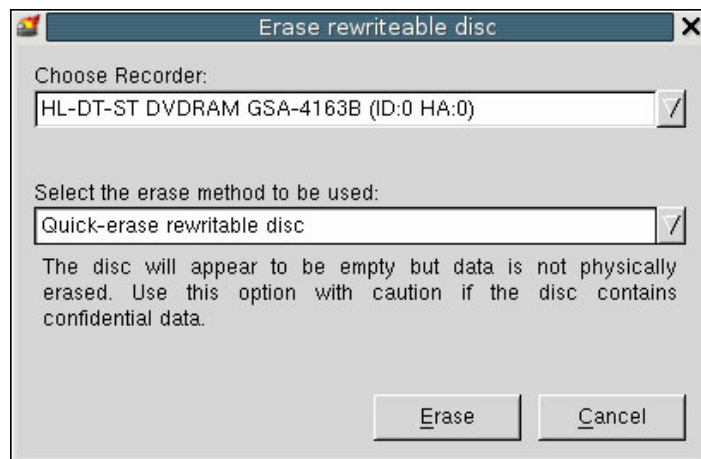 Erase rewriteable disc
Choose Recorder:
HL-DT-ST DVDRAM GSA-4163B (ID:0 HA:0)
Select the erase method to be used:
Quick-erase rewritable disc
The disc will appear to be empty but data is not physically
erased. Use this option with caution if the disc contains
confidential data.
Erase Cancel